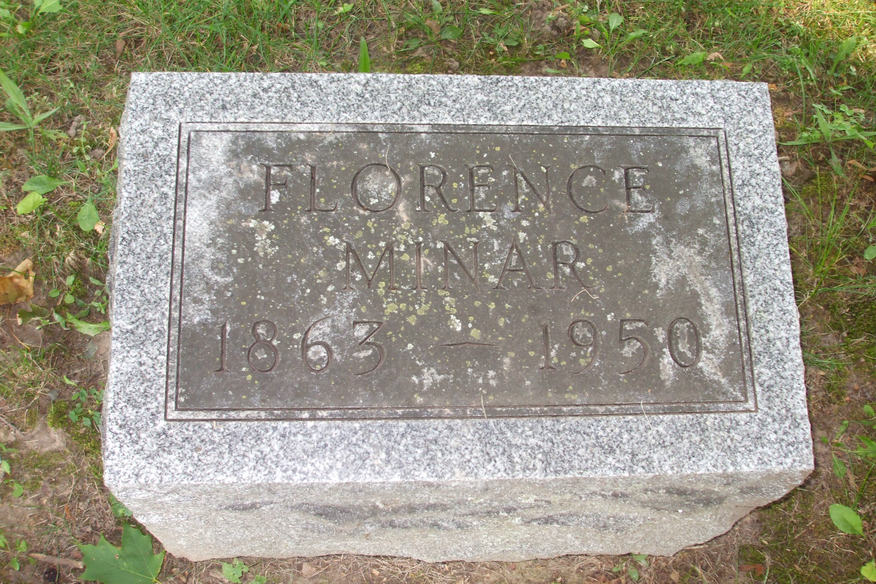 FLORENCE
MINAR
1863 — 1950